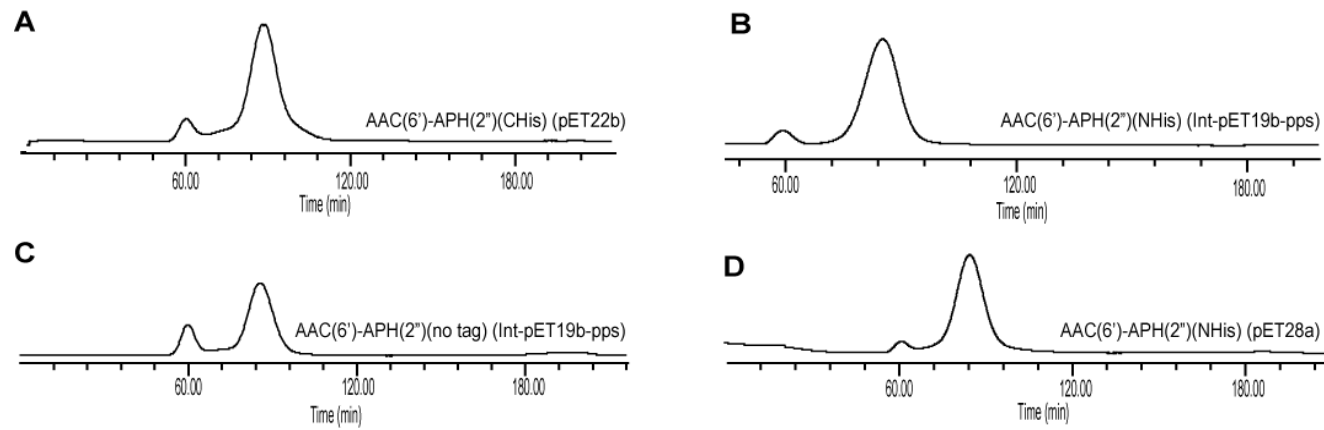 A
AAC(6')-APH(2")(CHis) (pET22b)
60.00 120.00 180.00
Time (min)
B
AAC(6')-APH(2")(NHis) (Int-pET19b-pps)
60.00 120.00 180.00
Time (min)
C
AAC(6')-APH(2")(no tag) (Int-pET19b-pps)
60.00 120.00 180.00
Time (min)
D
AAC(6')-APH(2")(NHis) (pET28a)
60.00 120.00 180.00
Time (min)